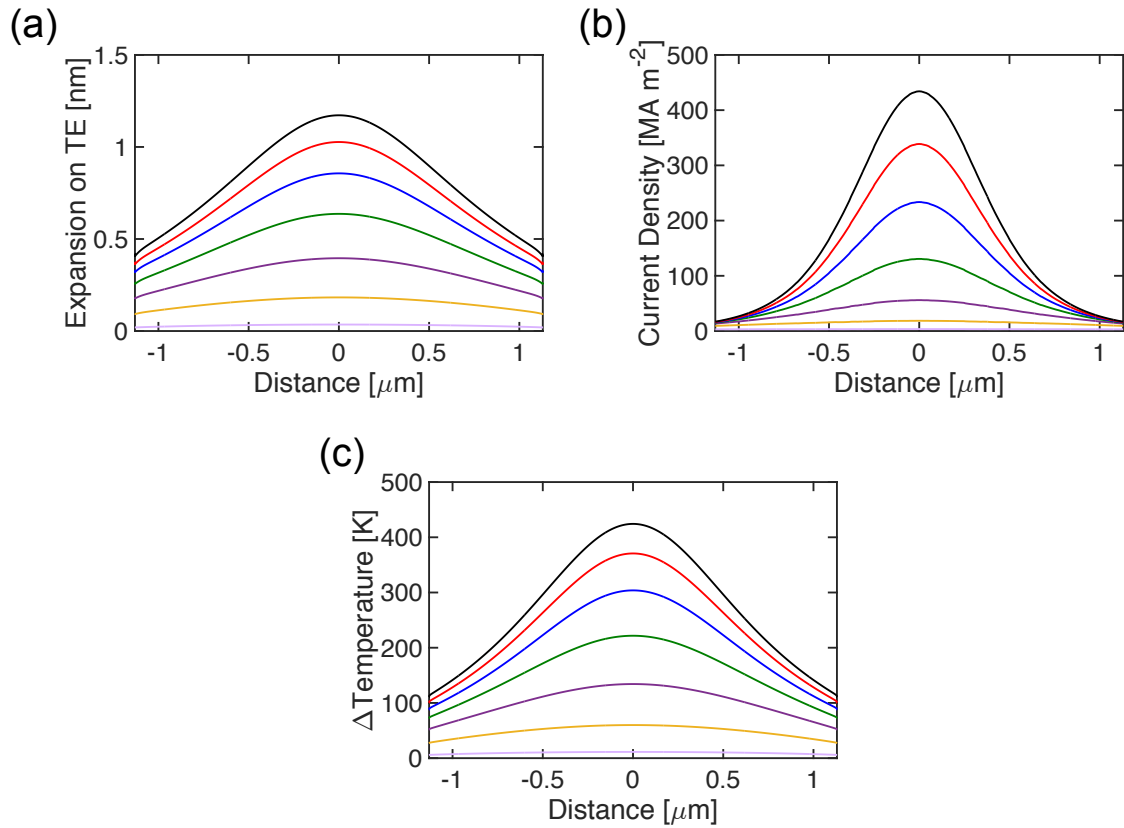 (a)
Expansion on TE [nm]
1.5
1
0.5
0
-1 -0.5 0 0.5 1
Distance [μm]
(b)
Current Density [MA m⁻²]
500
400
300
200
100
0
-1 -0.5 0 0.5 1
Distance [μm]
(c)
ΔTemperature [K]
500
400
300
200
100
0
-1 -0.5 0 0.5 1
Distance [μm]